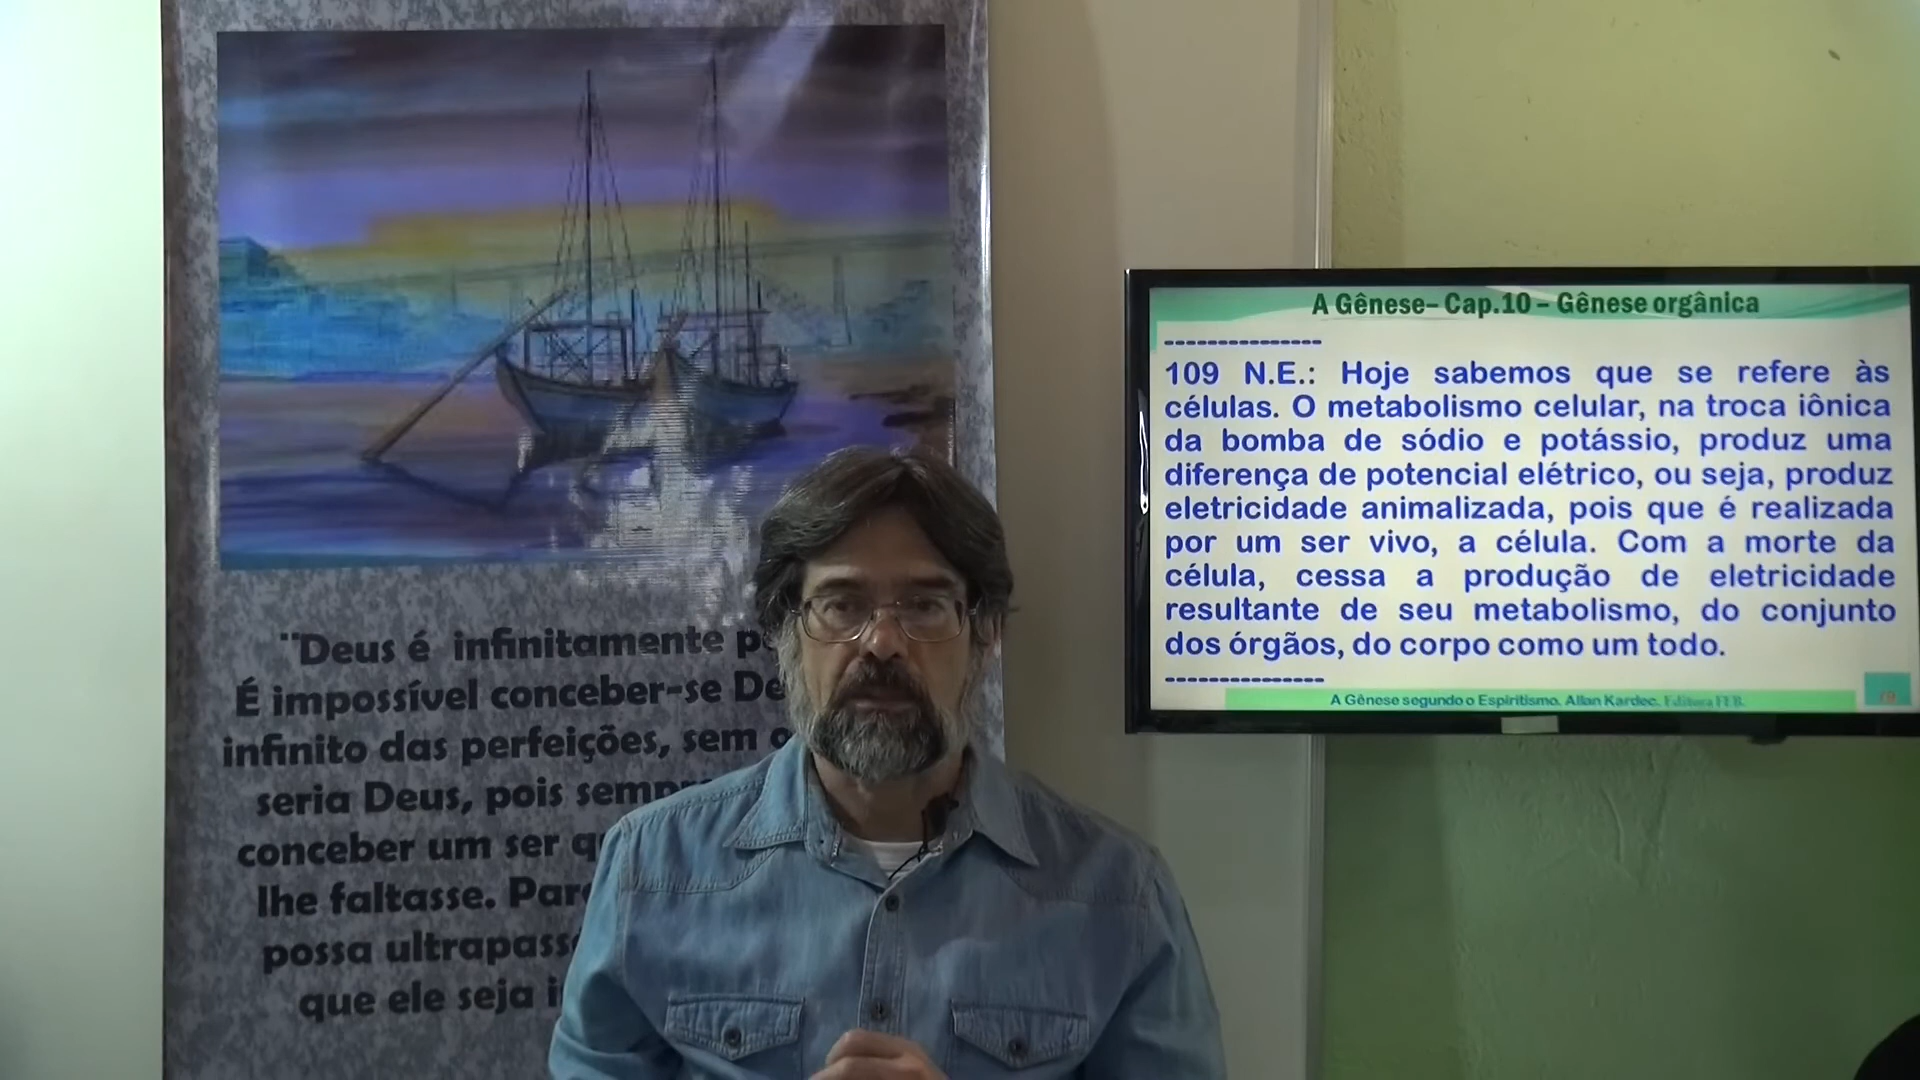 ¨Deus é infinitamente
É impossível conceber-se
infinito das perfeições, sem
seria Deus, pois
conceber um ser
lhe faltasse.
possa
que ele seja
A Gênese– Cap.10 – Gênese orgânica
---------------
109 N.E.: Hoje sabemos que se refere às
células. O metabolismo celular, na troca iônica
da bomba de sódio e potássio, produz uma
diferença de potencial elétrico, ou seja, produz
eletricidade animalizada, pois que é realizada
por um ser vivo, a célula. Com a morte da
célula, cessa a produção de eletricidade
resultante de seu metabolismo, do conjunto
dos órgãos, do corpo como um todo.
---------------
A Gênese segundo o Espiritismo. Allan Kardec. Editora FEB.